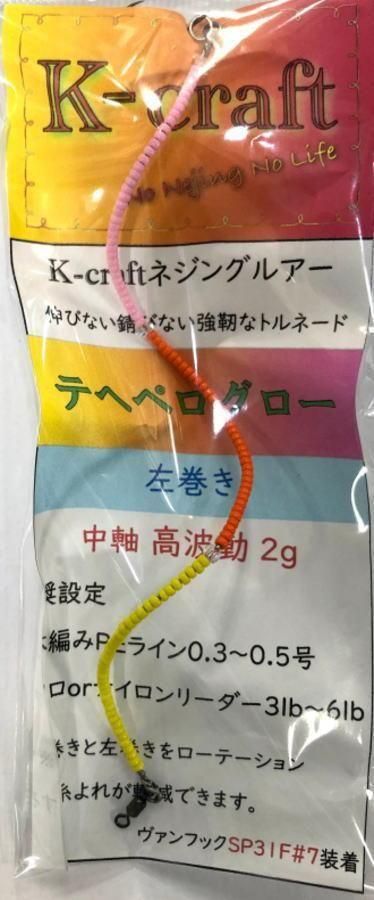 K-craft
No Nejing No Life
K-craftネジングルアー
伸びない錆びない強靭なトルネード
テヘペログロー
左巻き
中軸 高波動 2g
奨設定
編みPEライン0.3〜0.5号
ロorナイロンリーダー3lb〜6lb
巻きと左巻きをローテーション
糸よれが軽減できます。
ヴァンフックSP31F#7装着